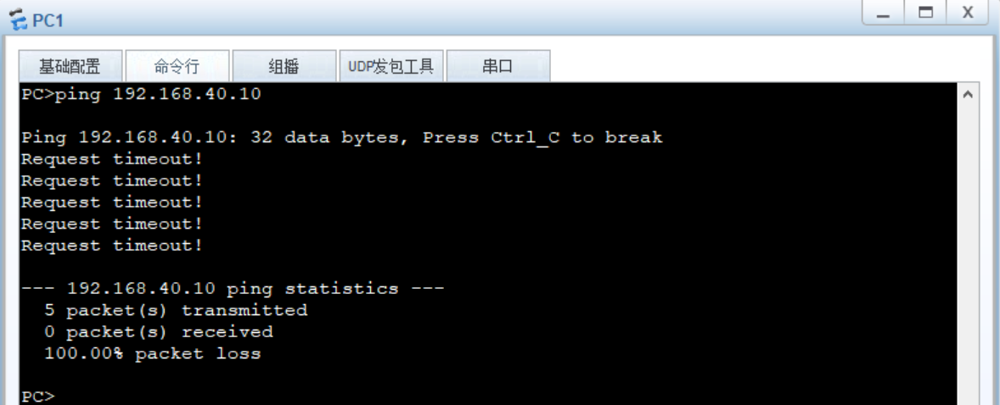 PC1
基础配置 命令行 组播 UDP发包工具 串口
PC>ping 192.168.40.10
Ping 192.168.40.10: 32 data bytes, Press Ctrl_C to break
Request timeout!
Request timeout!
Request timeout!
Request timeout!
Request timeout!
--- 192.168.40.10 ping statistics ---
5 packet(s) transmitted
0 packet(s) received
100.00% packet loss
PC>